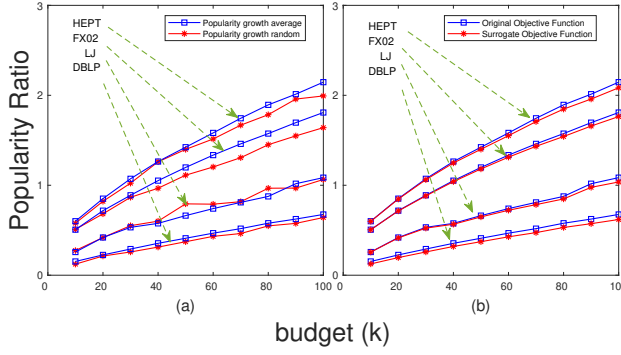 3
HEPT
FX02
LJ
DBLP
Popularity growth average
Popularity growth random
2
1
0
0 20 40 60 80 100
(a)
3
HEPT
FX02
LJ
DBLP
Original Objective Function
Surrogate Objective Function
2
1
0
0 20 40 60 80 100
(b)
Popularity Ratio
budget (k)